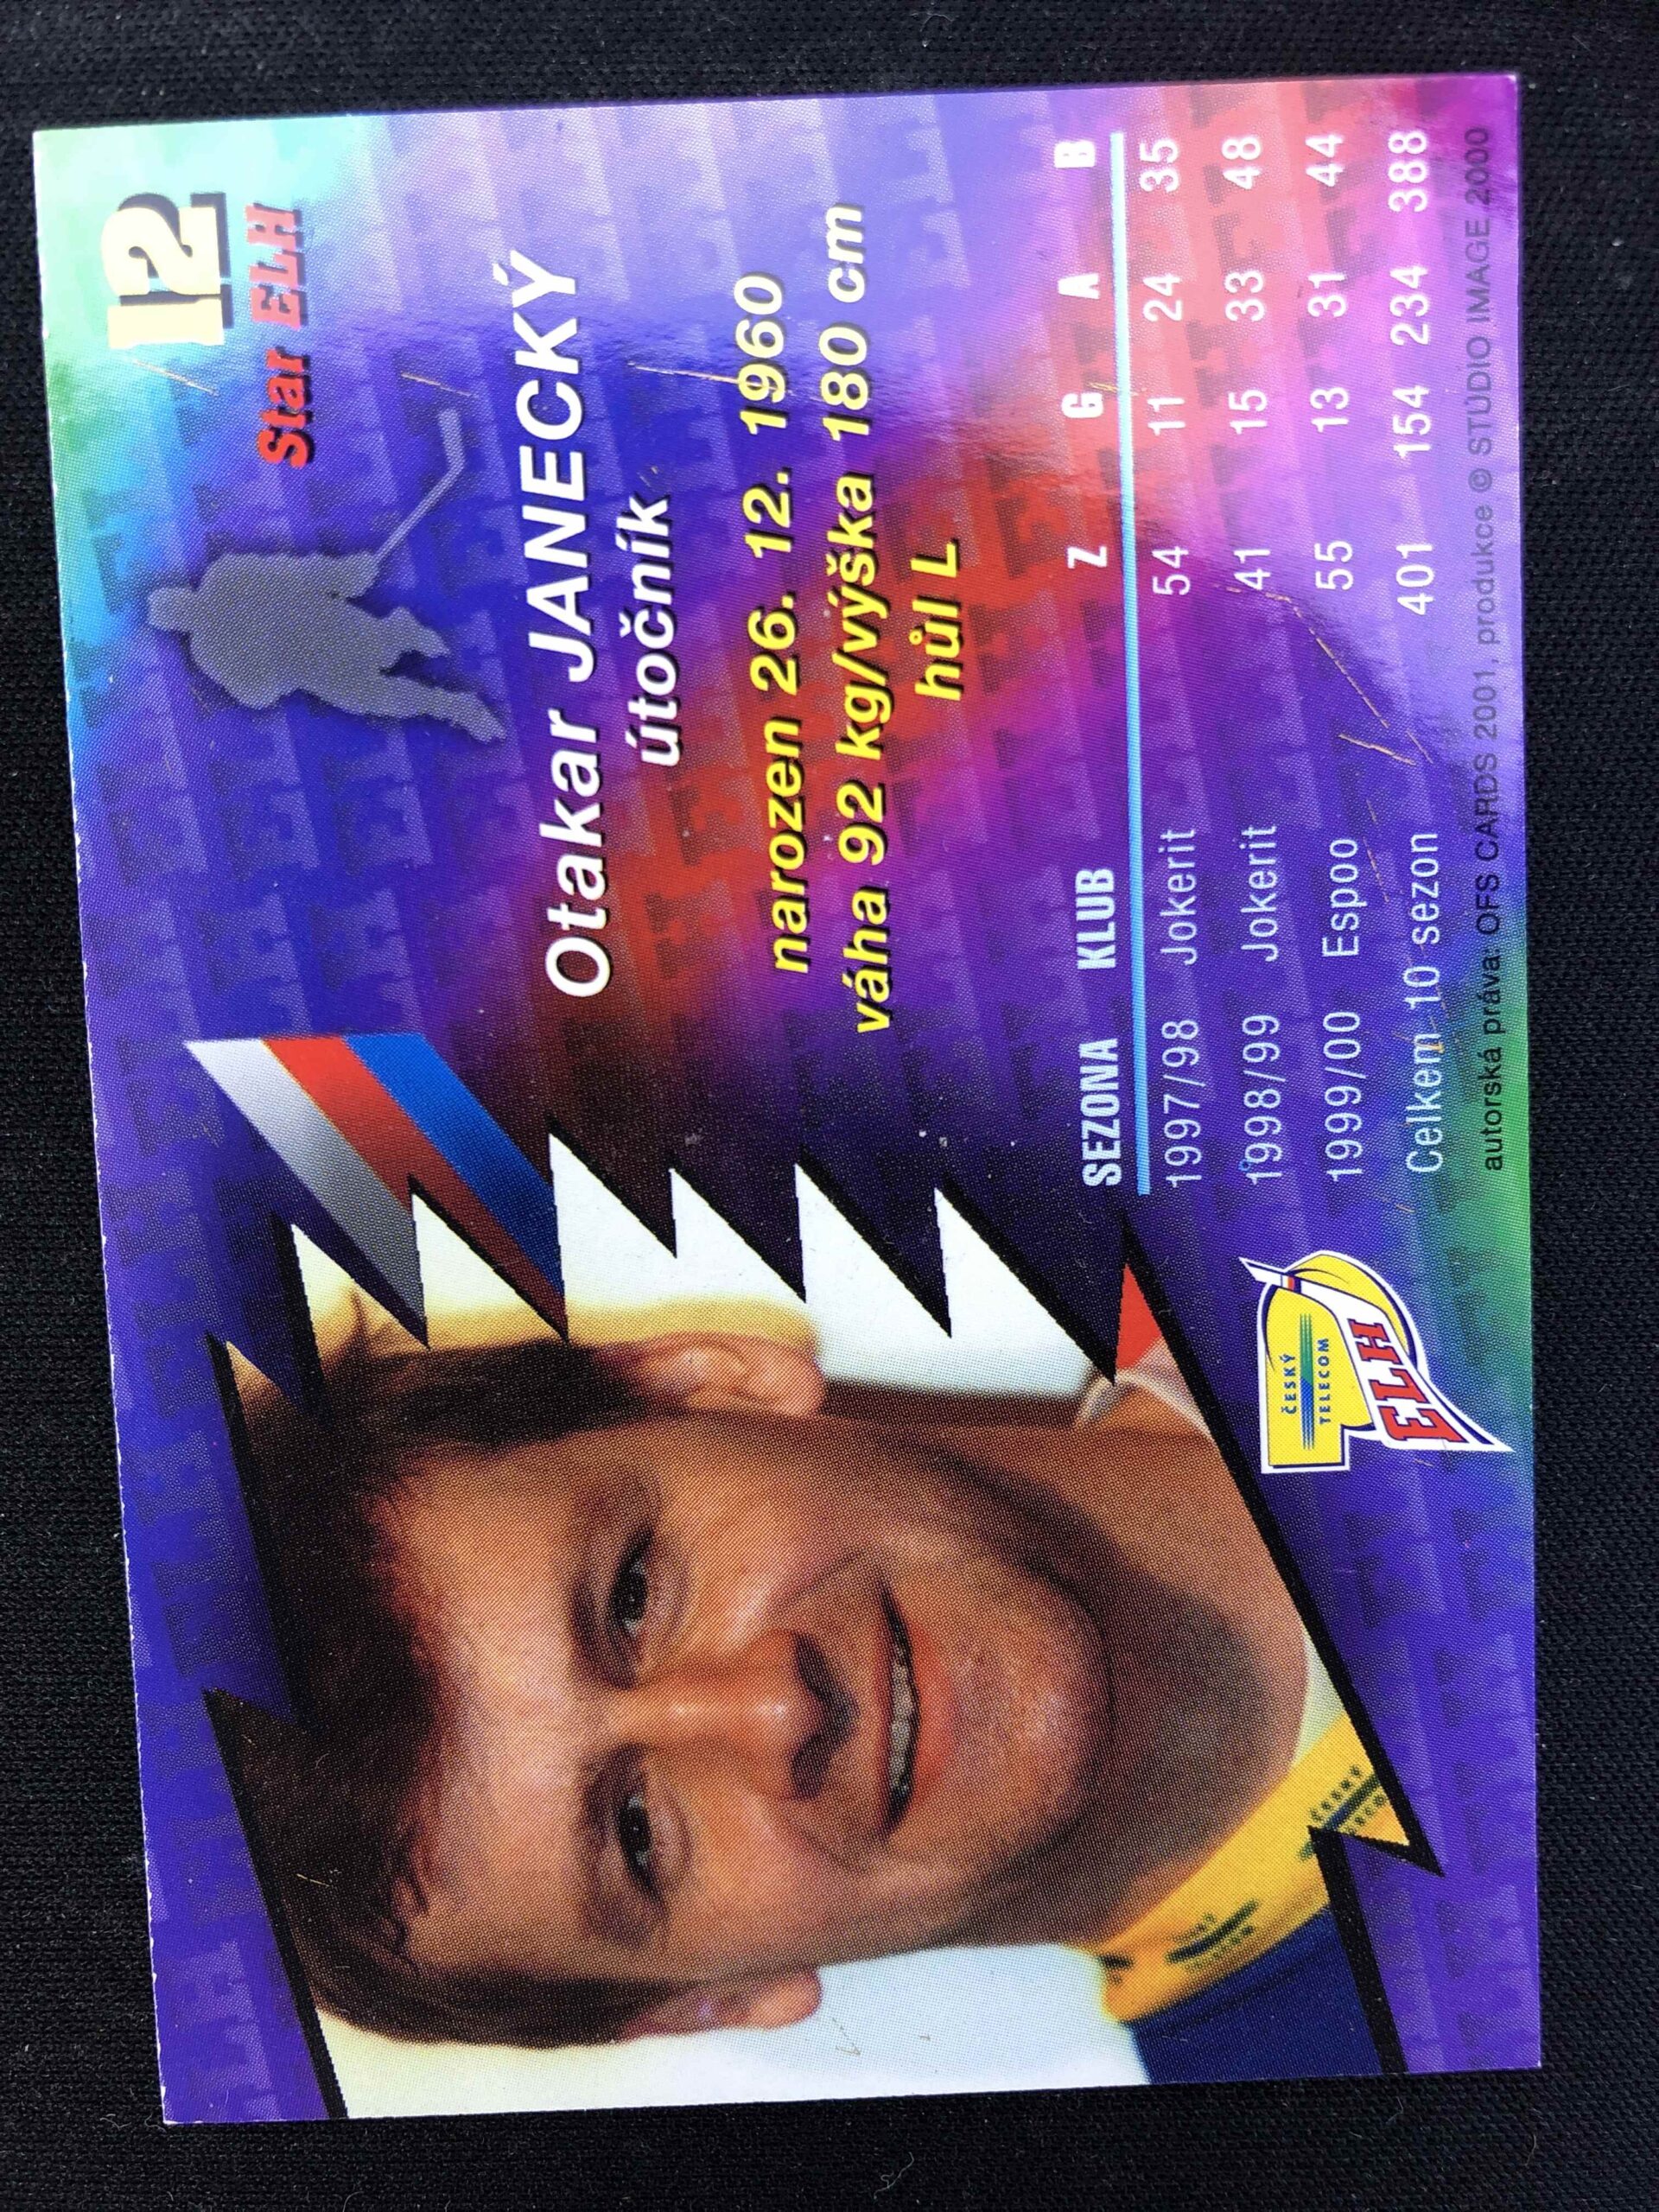 12
Star ELH
Otakar JANECKÝ
útočník
narozen 26. 12. 1960
váha 92 kg/výška 180 cm
hůl L
SEZONA KLUB Z G A B
1997/98 Jokerit 54 11 24 35
1998/99 Jokerit 41 15 33 48
1999/00 Espoo 55 13 31 44
Celkem 10 sezon 401 154 234 388
autorská práva: OFS CARDS 2001, produkce © STUDIO IMAGE 2000
ČESKÝ
TELECOM
ELH